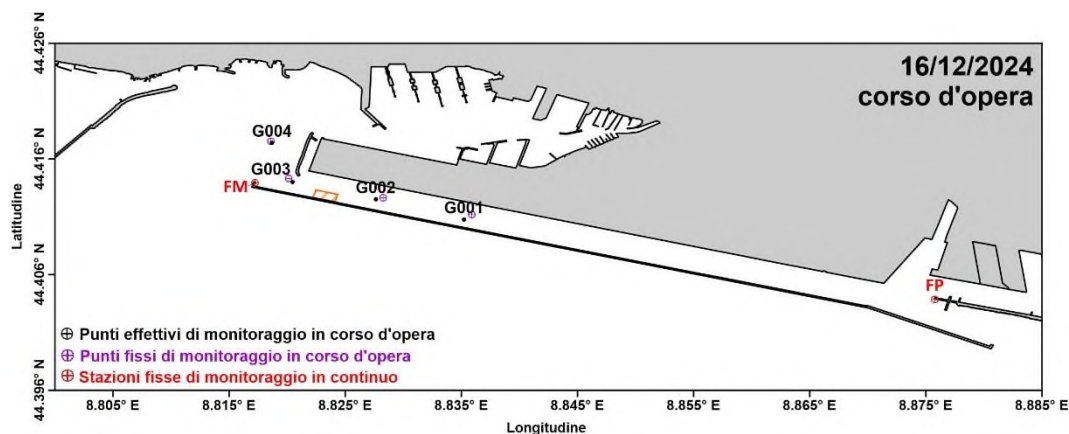 16/12/2024
corso d'opera
44.426° N
44.416° N
44.406° N
44.396° N
Latitudine
G004
G003
FM
G002
G001
FP
Punti effettivi di monitoraggio in corso d'opera
Punti fissi di monitoraggio in corso d'opera
Stazioni fisse di monitoraggio in continuo
8.805° E
8.815° E
8.825° E
8.835° E
8.845° E
8.855° E
8.865° E
8.875° E
8.885° E
Longitudine